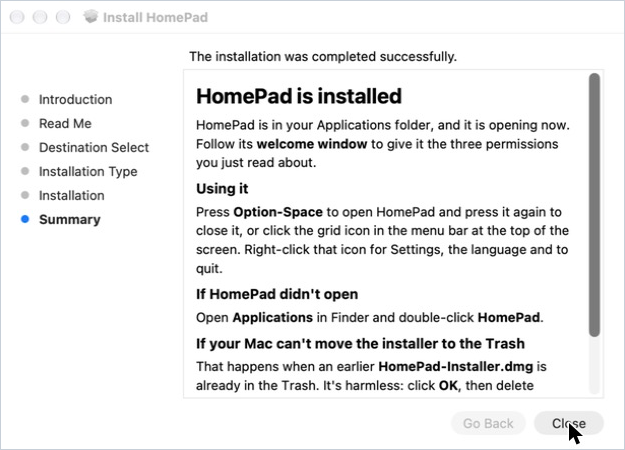 Install HomePad
The installation was completed successfully.
Introduction
Read Me
Destination Select
Installation Type
Installation
Summary
HomePad is installed
HomePad is in your Applications folder, and it is opening now.
Follow its welcome window to give it the three permissions
you just read about.
Using it
Press Option-Space to open HomePad and press it again to
close it, or click the grid icon in the menu bar at the top of the
screen. Right-click that icon for Settings, the language and to
quit.
If HomePad didn't open
Open Applications in Finder and double-click HomePad.
If your Mac can't move the installer to the Trash
That happens when an earlier HomePad-Installer.dmg is
already in the Trash. It's harmless: click OK, then delete
Go Back
Close